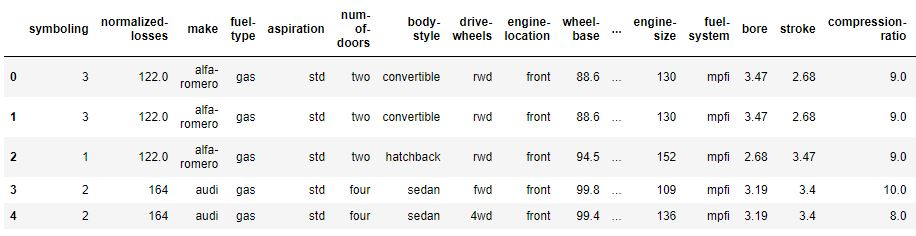 symboling normalized-losses make fuel-type aspiration num-of-doors body-style drive-wheels engine-location wheel-base ... engine-size fuel-system bore stroke compression-ratio
0 3 122.0 alfa-romero gas std two convertible rwd front 88.6 ... 130 mpfi 3.47 2.68 9.0
1 3 122.0 alfa-romero gas std two convertible rwd front 88.6 ... 130 mpfi 3.47 2.68 9.0
2 1 122.0 alfa-romero gas std two hatchback rwd front 94.5 ... 152 mpfi 2.68 3.47 9.0
3 2 164 audi gas std four sedan fwd front 99.8 ... 109 mpfi 3.19 3.4 10.0
4 2 164 audi gas std four sedan 4wd front 99.4 ... 136 mpfi 3.19 3.4 8.0